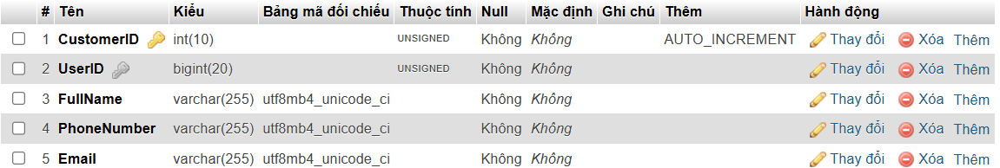 # Tên Kiểu Bảng mã đối chiếu Thuộc tính Null Mặc định Ghi chú Thêm Hành động
1 CustomerID int(10) UNSIGNED Không Không AUTO_INCREMENT Thay đổi Xóa Thêm
2 UserID bigint(20) UNSIGNED Không Không Thay đổi Xóa Thêm
3 FullName varchar(255) utf8mb4_unicode_ci Không Không Thay đổi Xóa Thêm
4 PhoneNumber varchar(255) utf8mb4_unicode_ci Không Không Thay đổi Xóa Thêm
5 Email varchar(255) utf8mb4_unicode_ci Không Không Thay đổi Xóa Thêm